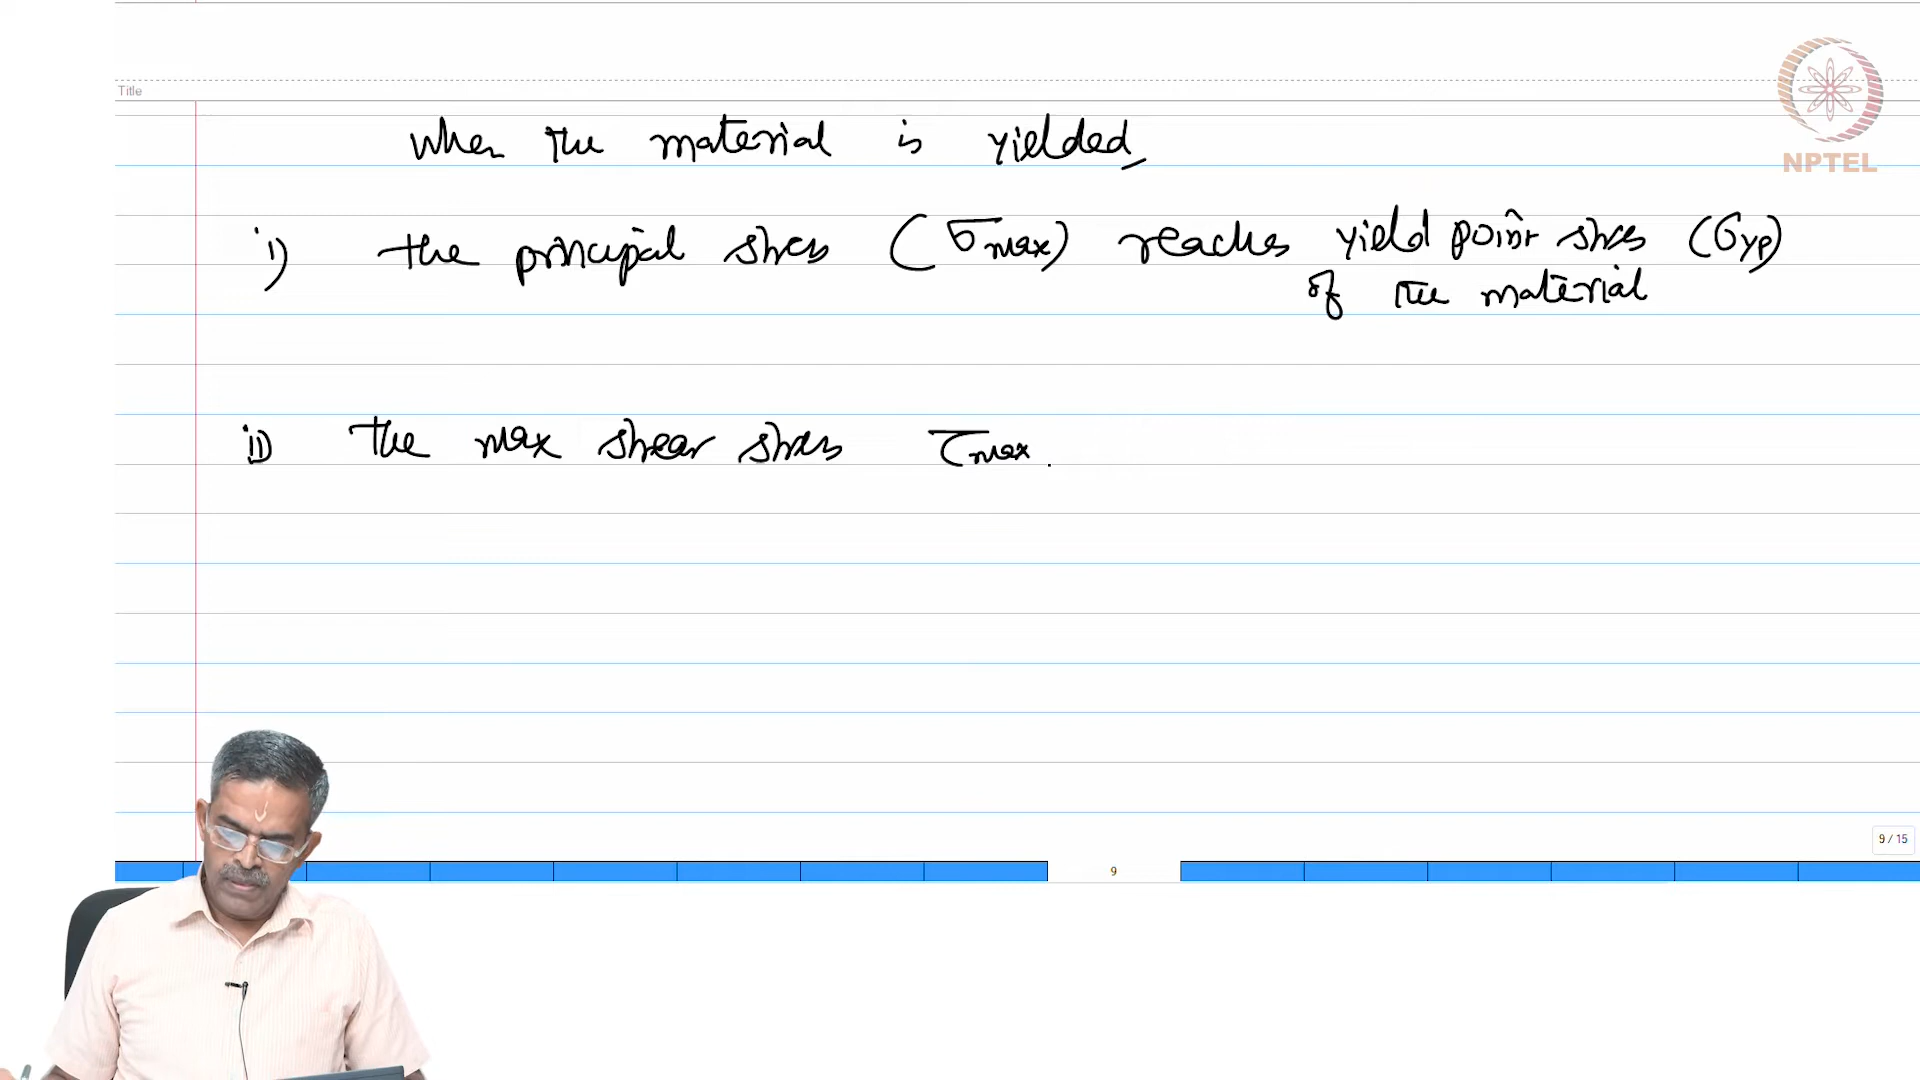 Title
NPTEL
When the material is yielded,
i) the principal stress (σmax) reaches yield point stress (σyp)
of the material
ii) the max shear stress τmax.
9 / 15
9